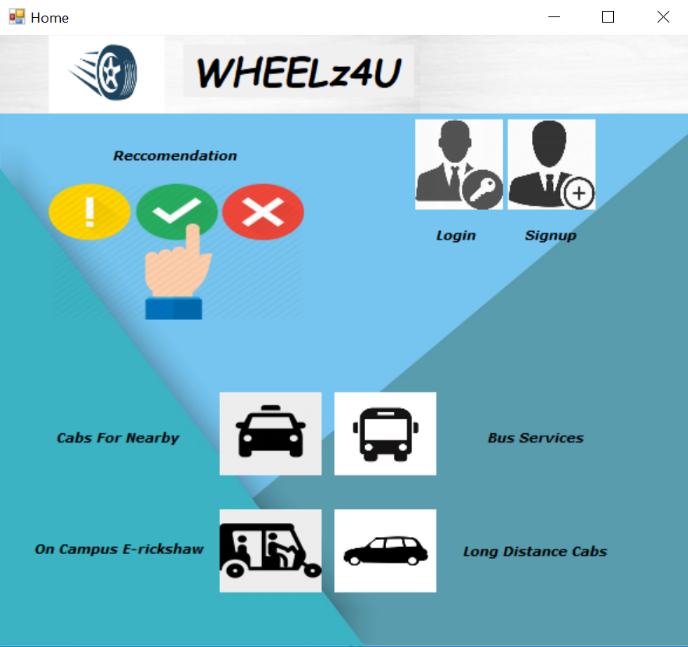 Home
WHEELz4U
Reccomendation
Login
Signup
Cabs For Nearby
Bus Services
On Campus E-rickshaw
Long Distance Cabs